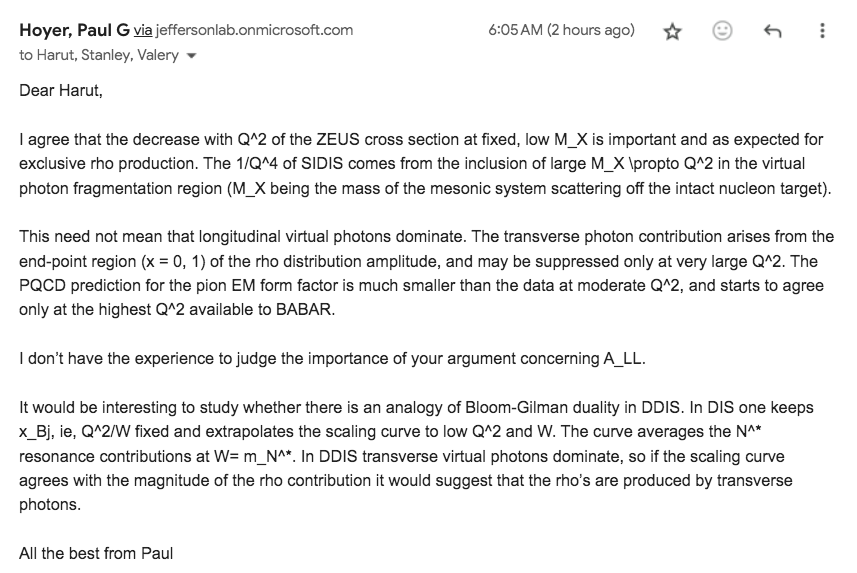 Hoyer, Paul G via jeffersonlab.onmicrosoft.com 6:05 AM (2 hours ago)
to Harut, Stanley, Valery
Dear Harut,
I agree that the decrease with Q^2 of the ZEUS cross section at fixed, low M_X is important and as expected for
exclusive rho production. The 1/Q^4 of SIDIS comes from the inclusion of large M_X \propto Q^2 in the virtual
photon fragmentation region (M_X being the mass of the mesonic system scattering off the intact nucleon target).
This need not mean that longitudinal virtual photons dominate. The transverse photon contribution arises from the
end-point region (x = 0, 1) of the rho distribution amplitude, and may be suppressed only at very large Q^2. The
PQCD prediction for the pion EM form factor is much smaller than the data at moderate Q^2, and starts to agree
only at the highest Q^2 available to BABAR.
I don’t have the experience to judge the importance of your argument concerning A_LL.
It would be interesting to study whether there is an analogy of Bloom-Gilman duality in DDIS. In DIS one keeps
x_Bj, ie, Q^2/W fixed and extrapolates the scaling curve to low Q^2 and W. The curve averages the N^*
resonance contributions at W= m_N^*. In DDIS transverse virtual photons dominate, so if the scaling curve
agrees with the magnitude of the rho contribution it would suggest that the rho’s are produced by transverse
photons.
All the best from Paul